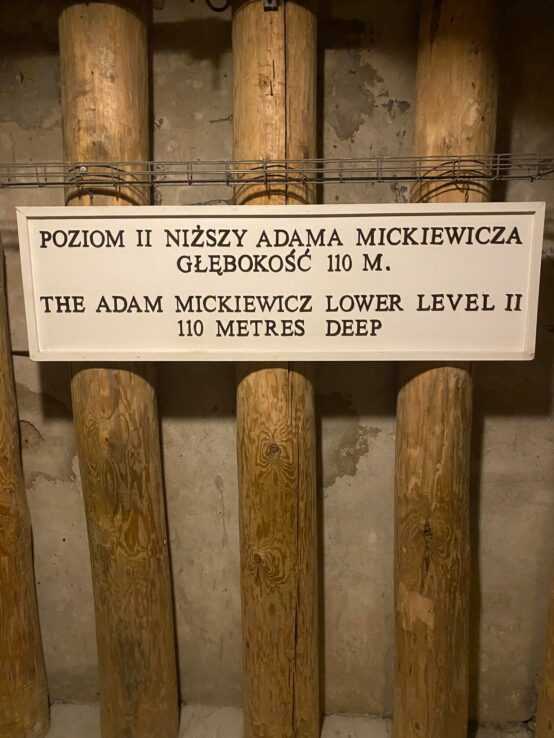 POZIOM II NIŻSZY ADAMA MICKIEWICZA
GŁĘBOKOŚĆ 110 M.
THE ADAM MICKIEWICZ LOWER LEVEL II
110 METRES DEEP